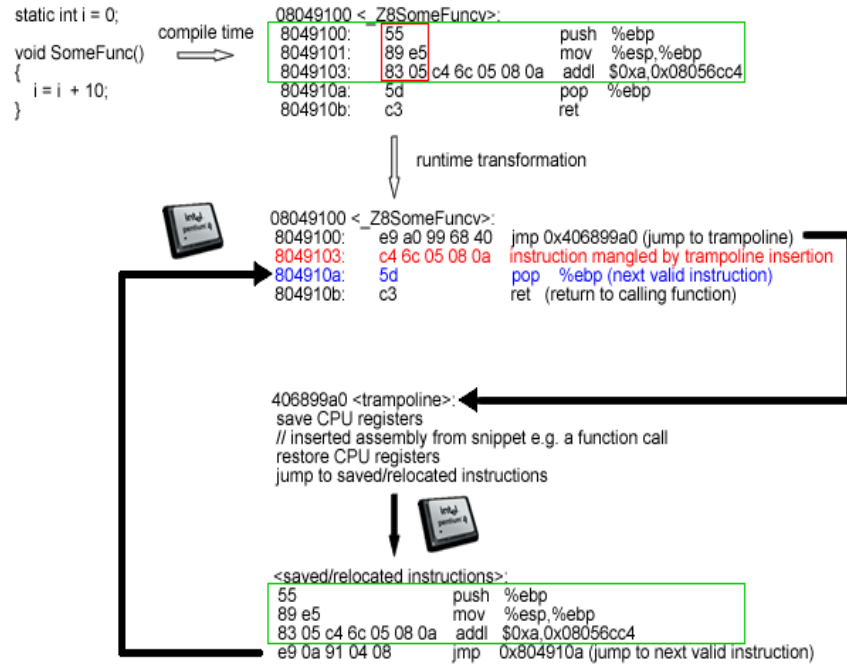 static int i = 0;
void SomeFunc()
{
i = i + 10;
}
compile time
08049100 <_Z8SomeFuncv>:
8049100: 55 push %ebp
8049101: 89 e5 mov %esp,%ebp
8049103: 83 05 c4 6c 05 08 0a addl $0xa,0x08056cc4
804910a: 5d pop %ebp
804910b: c3 ret
runtime transformation
intel
pentium 4
08049100 <_Z8SomeFuncv>:
8049100: e9 a0 99 68 40 jmp 0x406899a0 (jump to trampoline)
8049103: c4 6c 05 08 0a instruction mangled by trampoline insertion
804910a: 5d pop %ebp (next valid instruction)
804910b: c3 ret (return to calling function)
406899a0 <trampoline>:
save CPU registers
// inserted assembly from snippet e.g. a function call
restore CPU registers
jump to saved/relocated instructions
intel
pentium 4
<saved/relocated instructions>:
55 push %ebp
89 e5 mov %esp,%ebp
83 05 c4 6c 05 08 0a addl $0xa,0x08056cc4
e9 0a 91 04 08 jmp 0x804910a (jump to next valid instruction)